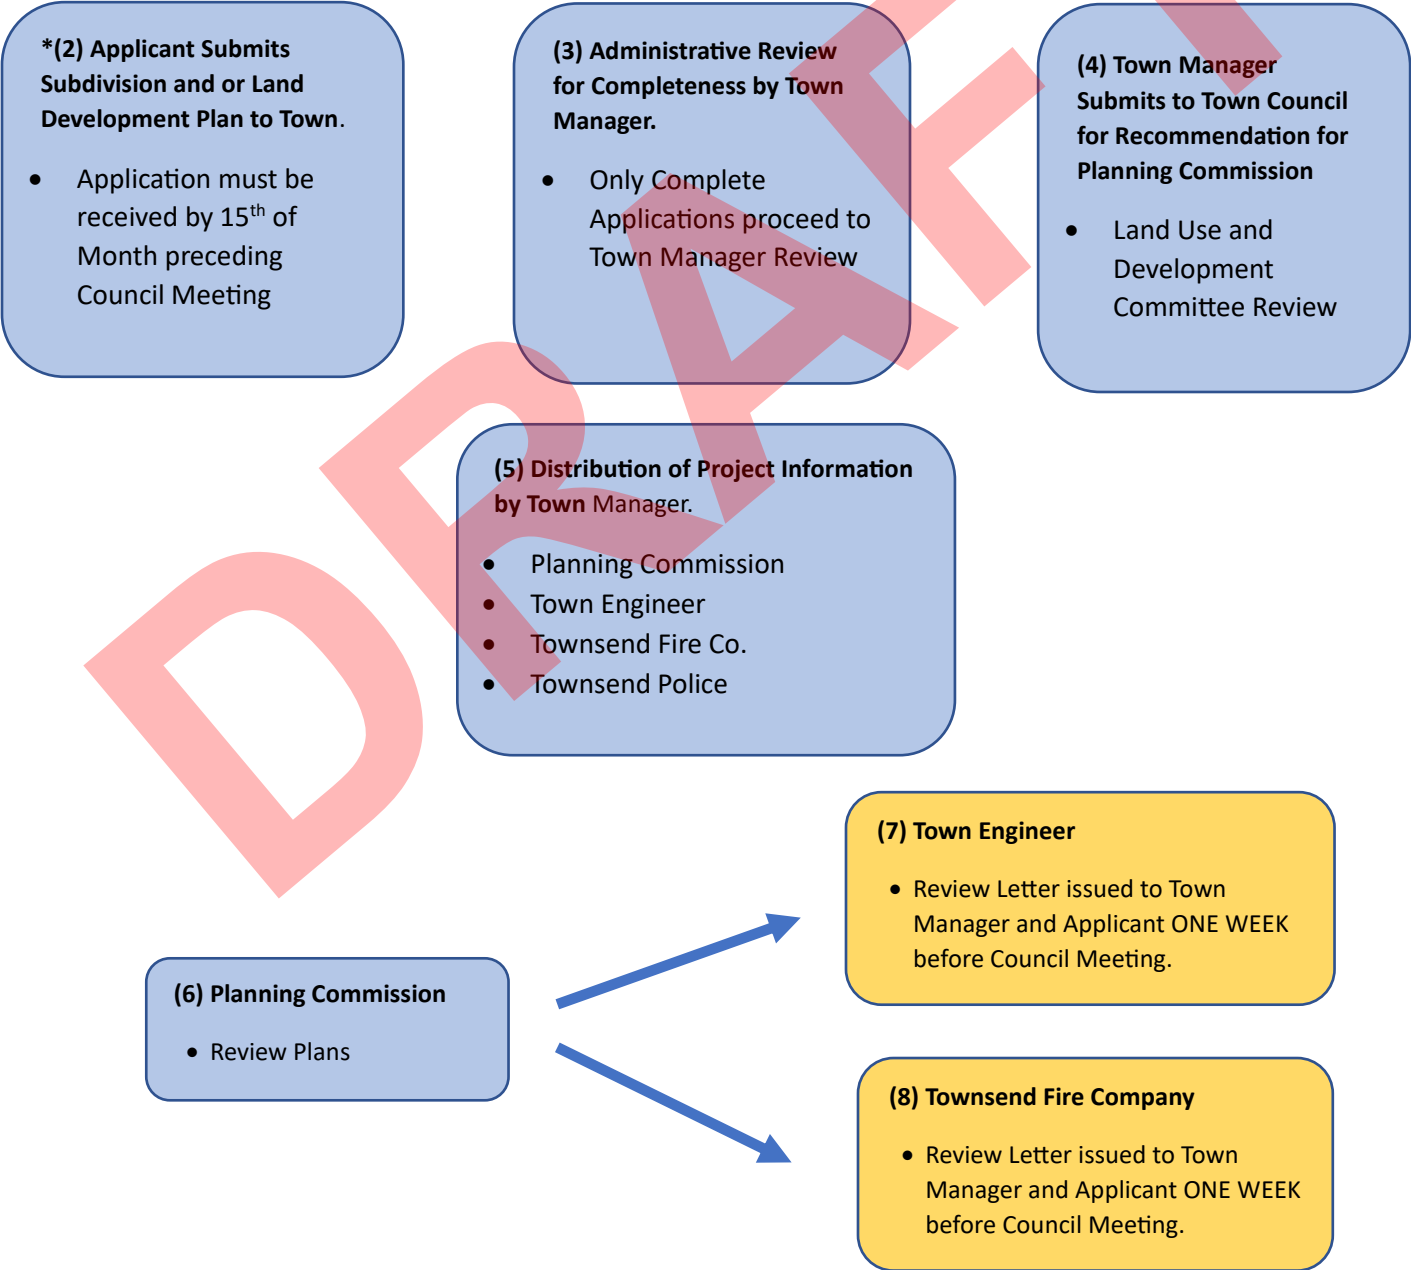 *(2) Applicant Submits
Subdivision and or Land
Development Plan to Town.
• Application must be
received by 15th of
Month preceding
Council Meeting
(3) Administrative Review
for Completeness by Town
Manager.
• Only Complete
Applications proceed to
Town Manager Review
(4) Town Manager
Submits to Town Council
for Recommendation for
Planning Commission
• Land Use and
Development
Committee Review
(5) Distribution of Project Information
by Town Manager.
• Planning Commission
• Town Engineer
• Townsend Fire Co.
• Townsend Police
(6) Planning Commission
• Review Plans
(7) Town Engineer
• Review Letter issued to Town
Manager and Applicant ONE WEEK
before Council Meeting.
(8) Townsend Fire Company
• Review Letter issued to Town
Manager and Applicant ONE WEEK
before Council Meeting.
DRAFT